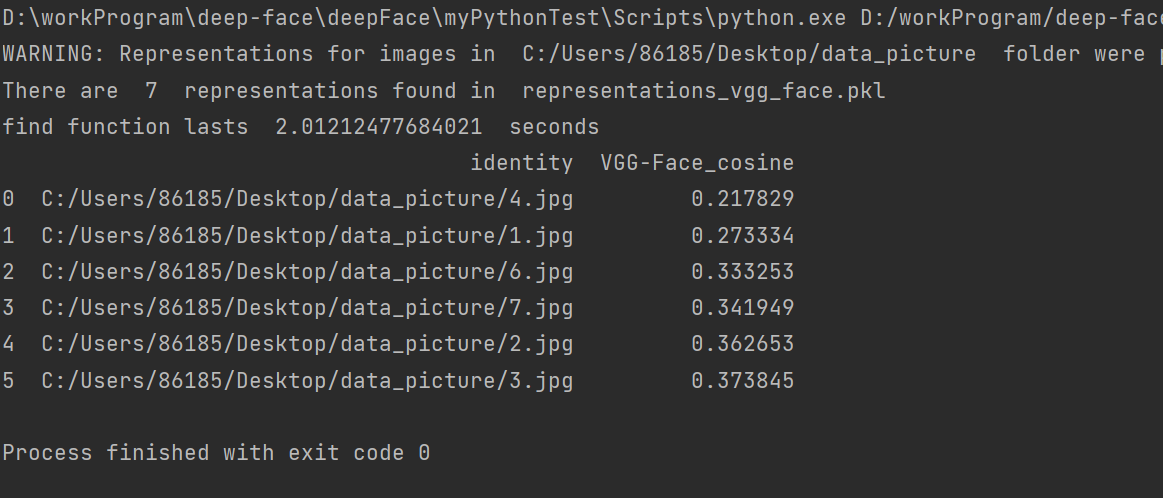 D:\workProgram\deep-face\deepFace\myPythonTest\Scripts\python.exe D:/workProgram/deep-face
WARNING: Representations for images in  C:/Users/86185/Desktop/data_picture  folder were
There are  7  representations found in  representations_vgg_face.pkl
find function lasts  2.01212477684021  seconds
identity  VGG-Face_cosine
0  C:/Users/86185/Desktop/data_picture/4.jpg         0.217829
1  C:/Users/86185/Desktop/data_picture/1.jpg         0.273334
2  C:/Users/86185/Desktop/data_picture/6.jpg         0.333253
3  C:/Users/86185/Desktop/data_picture/7.jpg         0.341949
4  C:/Users/86185/Desktop/data_picture/2.jpg         0.362653
5  C:/Users/86185/Desktop/data_picture/3.jpg         0.373845
Process finished with exit code 0